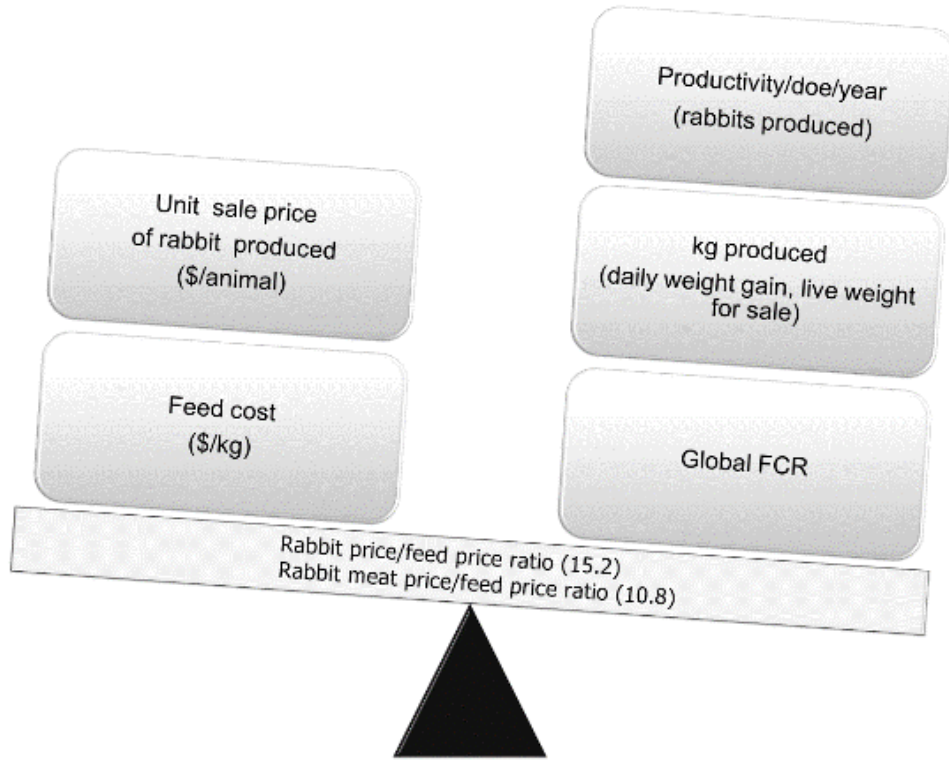 Productivity/doe/year
(rabbits produced)
Unit sale price
of rabbit produced
($/animal)
kg produced
(daily weight gain, live weight
for sale)
Feed cost
($/kg)
Global FCR
Rabbit price/feed price ratio (15.2)
Rabbit meat price/feed price ratio (10.8)